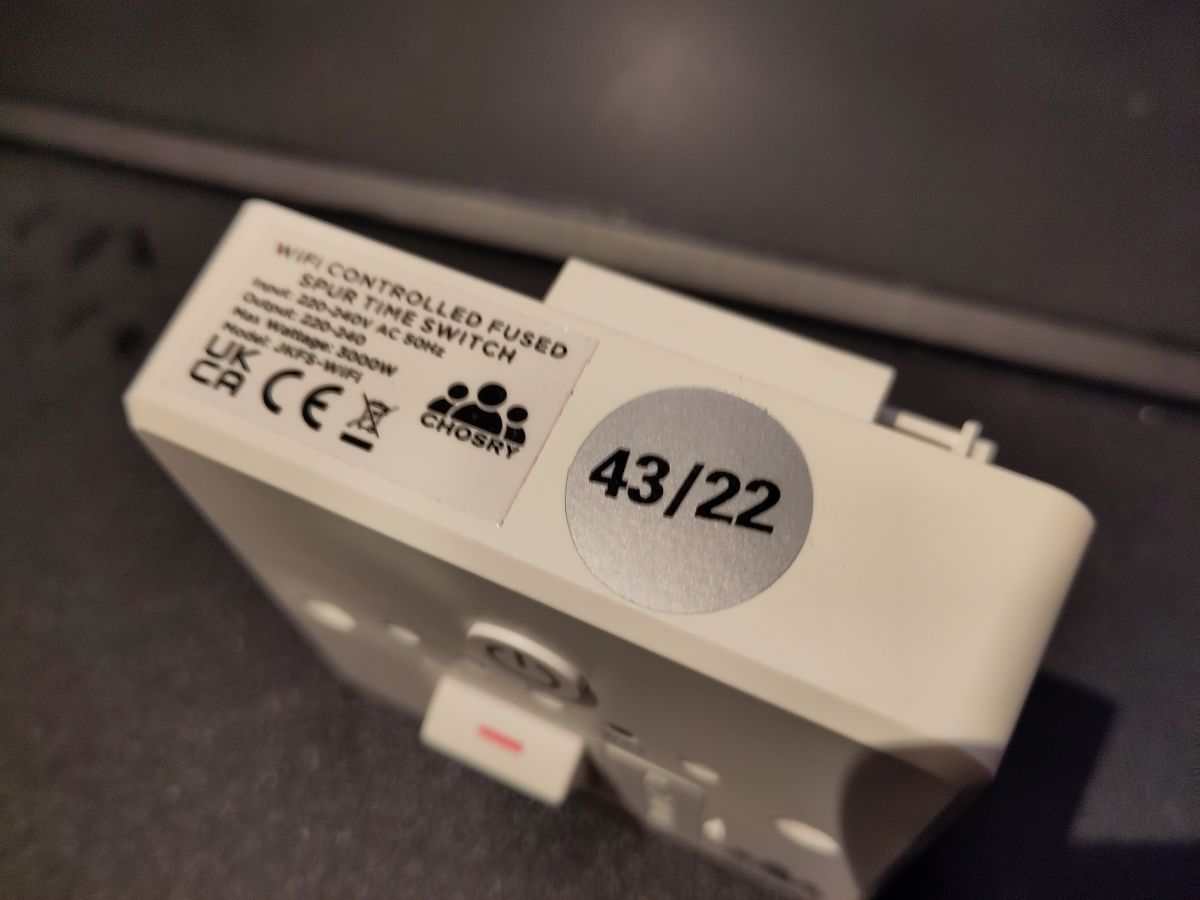 WIFI CONTROLLED FUSED
SPUR TIME SWITCH
Input: 220-240V AC 50Hz
Output: 220-240
Max. Wattage: 3000W
Model: JKFS-WIFI
UK
CA
CE
CHOSRY
43/22